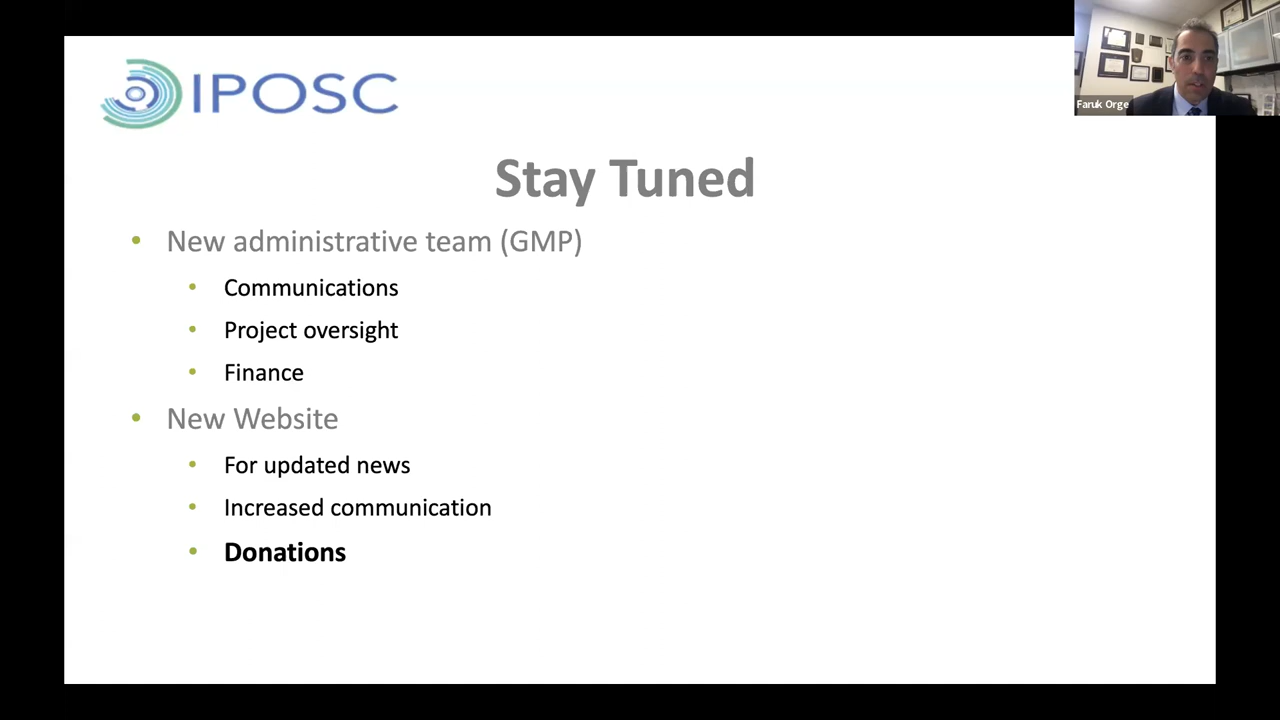 IPOSC
Faruk Orge
Stay Tuned
• New administrative team (GMP)
• Communications
• Project oversight
• Finance
• New Website
• For updated news
• Increased communication
• Donations